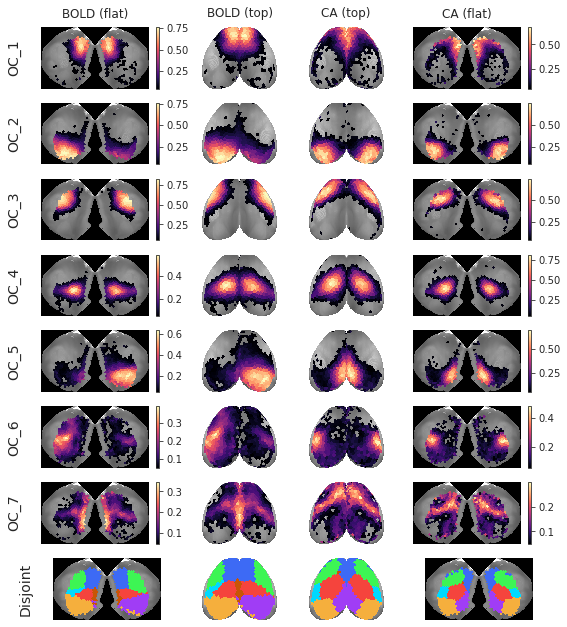 BOLD (flat) BOLD (top) CA (top) CA (flat)
OC_1 0.75 0.50 0.25 0.50 0.25
OC_2 0.75 0.50 0.25 0.75 0.50 0.25
OC_3 0.75 0.50 0.25 0.50 0.25
OC_4 0.4 0.2 0.75 0.50 0.25
OC_5 0.6 0.4 0.2 0.50 0.25
OC_6 0.3 0.2 0.1 0.4 0.2
OC_7 0.3 0.2 0.1 0.2 0.1
Disjoint